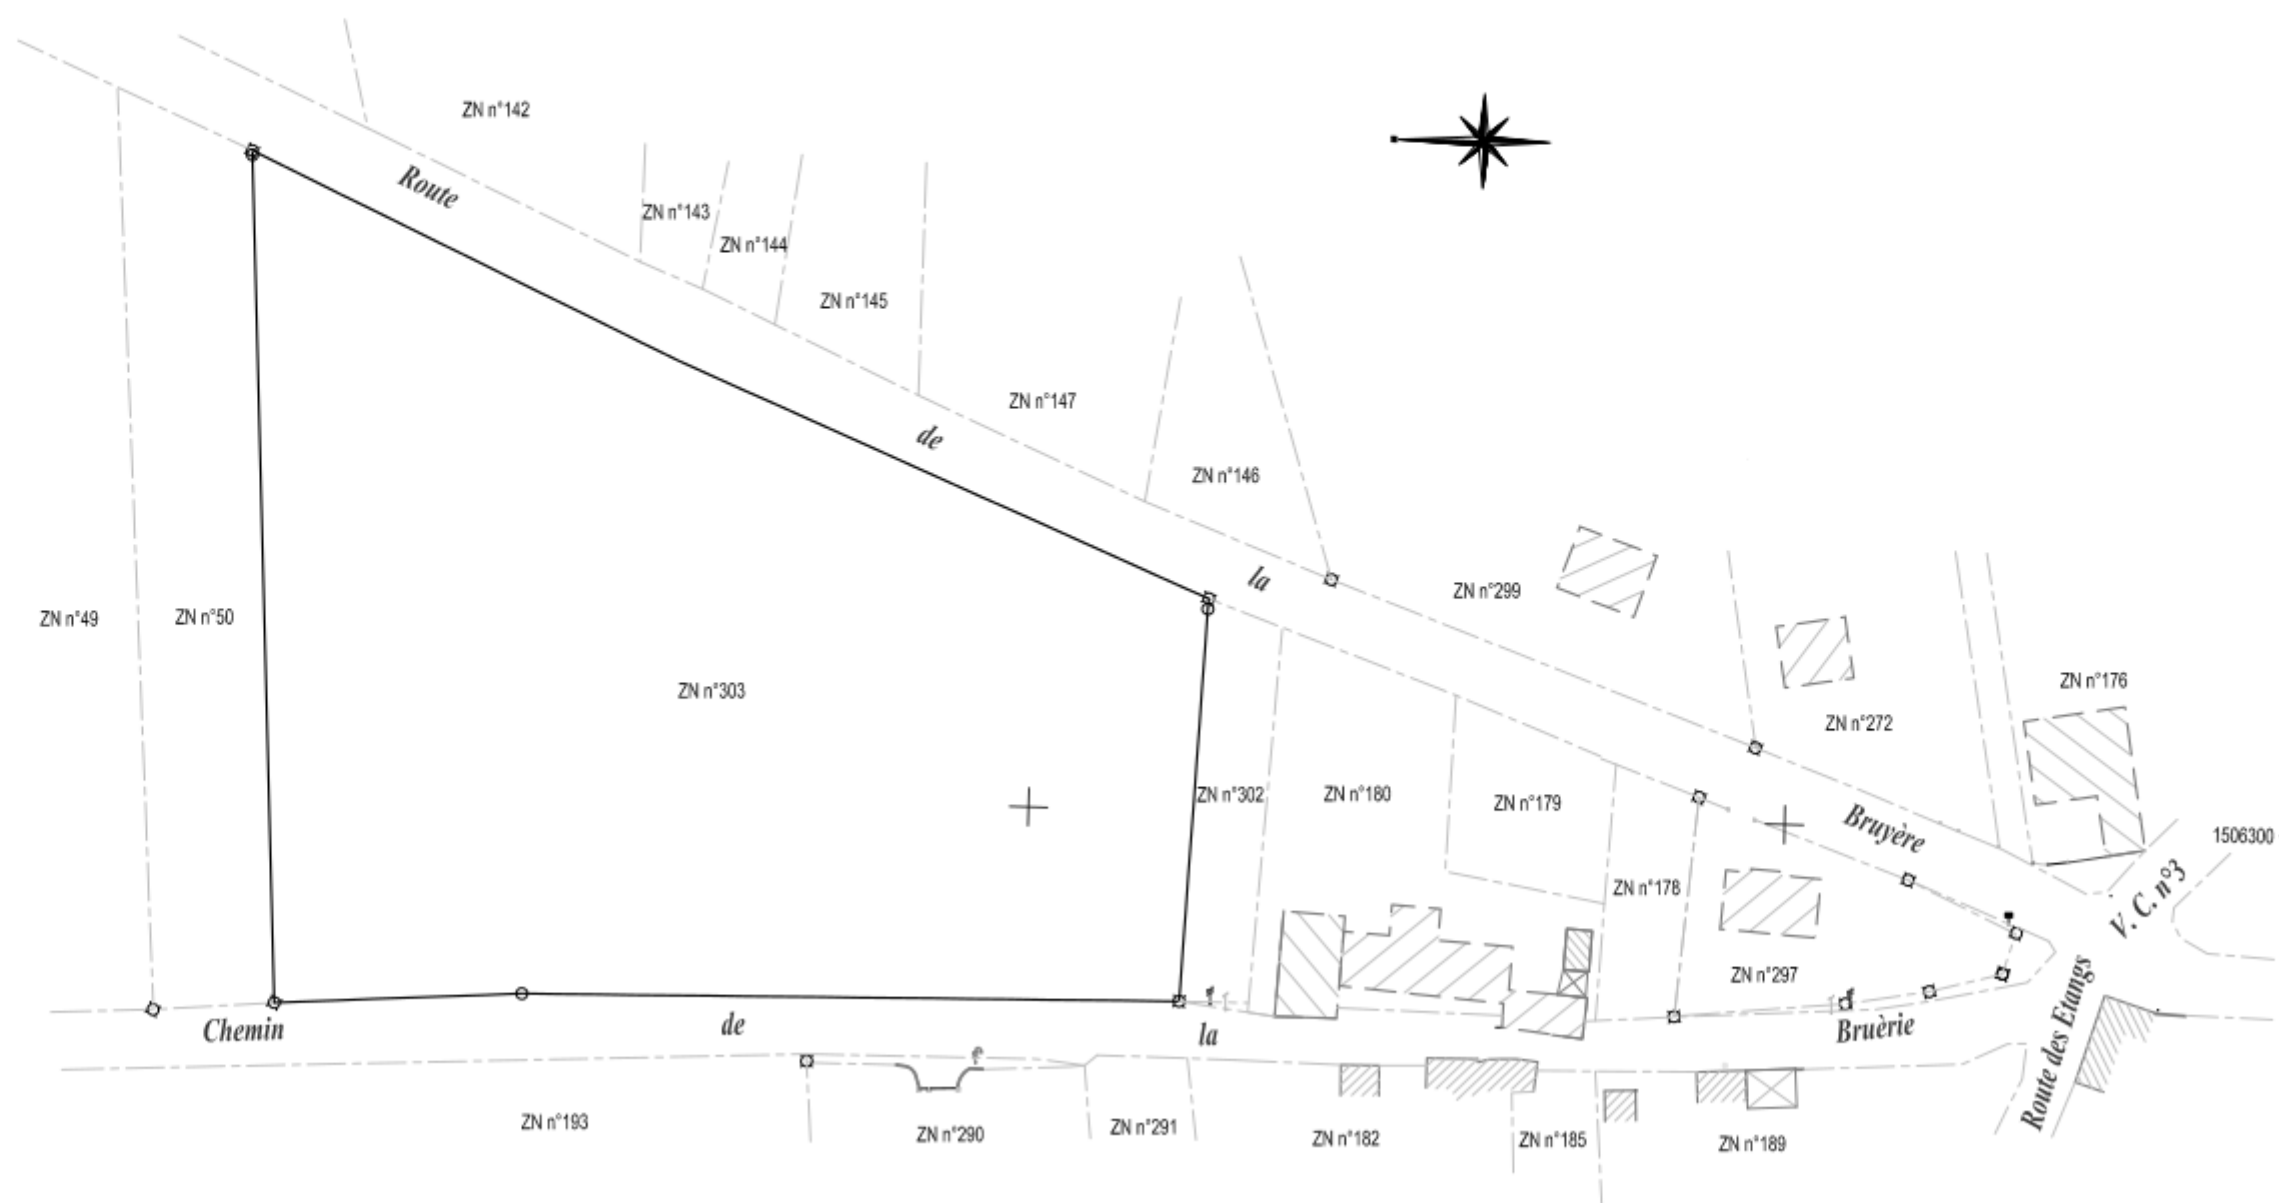 ZN n°142
Route
ZN n°143
ZN n°144
ZN n°145
ZN n°147
de
ZN n°146
la
ZN n°299
ZN n°49
ZN n°50
ZN n°303
ZN n°176
ZN n°272
ZN n°302
ZN n°180
ZN n°179
Bruyère
1506300
ZN n°178
V. C. n°3
ZN n°297
Chemin
de
la
Bruèrie
Route des Etangs
ZN n°193
ZN n°290
ZN n°291
ZN n°182
ZN n°185
ZN n°189